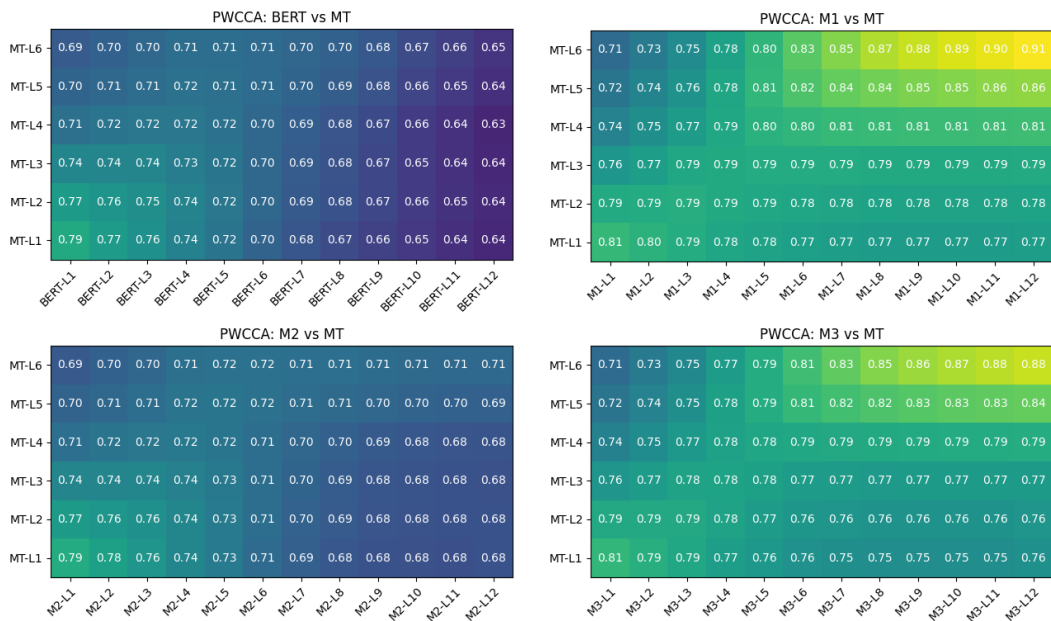 PWCCA: BERT vs MT
MT-L6 0.69 0.70 0.70 0.71 0.71 0.71 0.70 0.70 0.68 0.67 0.66 0.65
MT-L5 0.70 0.71 0.71 0.72 0.71 0.71 0.70 0.69 0.68 0.66 0.65 0.64
MT-L4 0.71 0.72 0.72 0.72 0.72 0.70 0.69 0.68 0.67 0.66 0.64 0.63
MT-L3 0.74 0.74 0.74 0.73 0.72 0.70 0.69 0.68 0.67 0.65 0.64 0.64
MT-L2 0.77 0.76 0.75 0.74 0.72 0.70 0.69 0.68 0.67 0.66 0.65 0.64
MT-L1 0.79 0.77 0.76 0.74 0.72 0.70 0.68 0.67 0.66 0.65 0.64 0.64
BERT-L1 BERT-L2 BERT-L3 BERT-L4 BERT-L5 BERT-L6 BERT-L7 BERT-L8 BERT-L9 BERT-L10 BERT-L11 BERT-L12
PWCCA: M1 vs MT
MT-L6 0.71 0.73 0.75 0.78 0.80 0.83 0.85 0.87 0.88 0.89 0.90 0.91
MT-L5 0.72 0.74 0.76 0.78 0.81 0.82 0.84 0.84 0.85 0.85 0.86 0.86
MT-L4 0.74 0.75 0.77 0.79 0.80 0.80 0.81 0.81 0.81 0.81 0.81 0.81
MT-L3 0.76 0.77 0.79 0.79 0.79 0.79 0.79 0.79 0.79 0.79 0.79 0.79
MT-L2 0.79 0.79 0.79 0.79 0.79 0.78 0.78 0.78 0.78 0.78 0.78 0.78
MT-L1 0.81 0.80 0.79 0.78 0.78 0.77 0.77 0.77 0.77 0.77 0.77 0.77
M1-L1 M1-L2 M1-L3 M1-L4 M1-L5 M1-L6 M1-L7 M1-L8 M1-L9 M1-L10 M1-L11 M1-L12
PWCCA: M2 vs MT
MT-L6 0.69 0.70 0.70 0.71 0.72 0.72 0.71 0.71 0.71 0.71 0.71 0.71
MT-L5 0.70 0.71 0.71 0.72 0.72 0.72 0.71 0.71 0.70 0.70 0.70 0.69
MT-L4 0.71 0.72 0.72 0.72 0.72 0.71 0.70 0.70 0.69 0.68 0.68 0.68
MT-L3 0.74 0.74 0.74 0.74 0.73 0.71 0.70 0.69 0.68 0.68 0.68 0.68
MT-L2 0.77 0.76 0.76 0.74 0.73 0.71 0.70 0.69 0.68 0.68 0.68 0.68
MT-L1 0.79 0.78 0.76 0.74 0.73 0.71 0.69 0.68 0.68 0.68 0.68 0.68
M2-L1 M2-L2 M2-L3 M2-L4 M2-L5 M2-L6 M2-L7 M2-L8 M2-L9 M2-L10 M2-L11 M2-L12
PWCCA: M3 vs MT
MT-L6 0.71 0.73 0.75 0.77 0.79 0.81 0.83 0.85 0.86 0.87 0.88 0.88
MT-L5 0.72 0.74 0.75 0.78 0.79 0.81 0.82 0.82 0.83 0.83 0.83 0.84
MT-L4 0.74 0.75 0.77 0.78 0.78 0.79 0.79 0.79 0.79 0.79 0.79 0.79
MT-L3 0.76 0.77 0.78 0.78 0.78 0.77 0.77 0.77 0.77 0.77 0.77 0.77
MT-L2 0.79 0.79 0.79 0.78 0.77 0.76 0.76 0.76 0.76 0.76 0.76 0.76
MT-L1 0.81 0.79 0.79 0.77 0.76 0.76 0.75 0.75 0.75 0.75 0.75 0.76
M3-L1 M3-L2 M3-L3 M3-L4 M3-L5 M3-L6 M3-L7 M3-L8 M3-L9 M3-L10 M3-L11 M3-L12